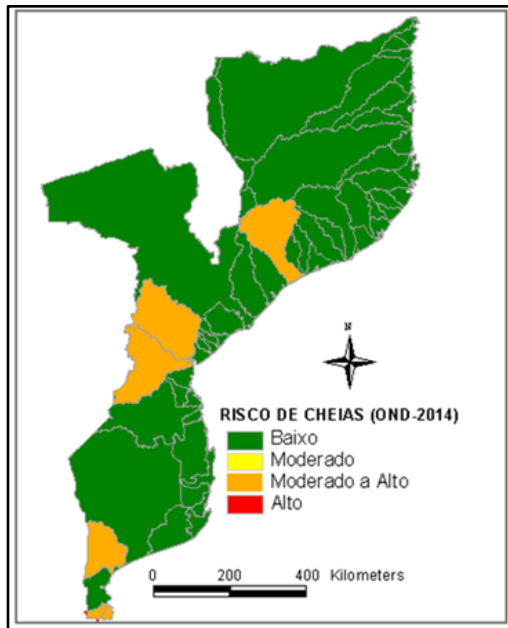 N
RISCO DE CHEIAS (OND-2014)
Baixo
Moderado
Moderado a Alto
Alto
0 200 400 Kilometers